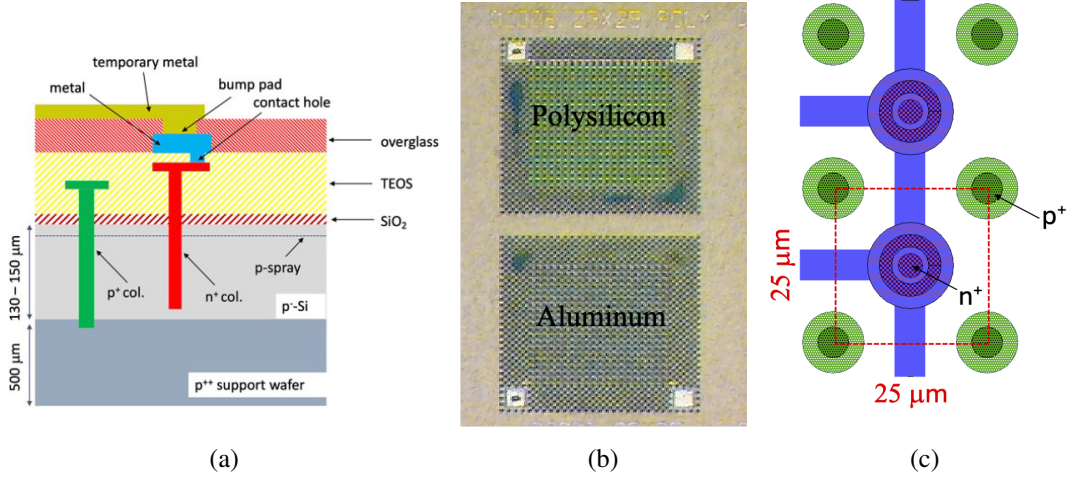 temporary metal
metal
bump pad
contact hole
overglass
TEOS
SiO₂
p-spray
p⁺ col.
n⁺ col.
p⁻-Si
130 – 150 μm
500 μm
p⁺⁺ support wafer
(a)
Polysilicon
Aluminum
(b)
p⁺
n⁺
25 μm
25 μm
(c)